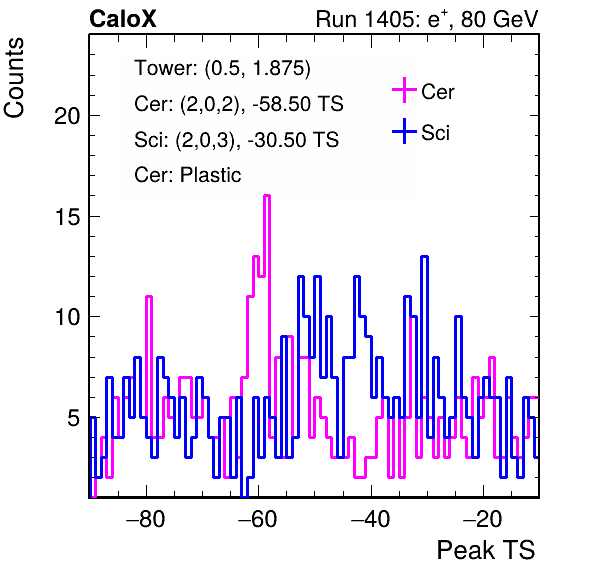 CaloX Run 1405: e⁺, 80 GeV
Counts
Tower: (0.5, 1.875)
Cer: (2,0,2), -58.50 TS
Sci: (2,0,3), -30.50 TS
Cer: Plastic
Cer
Sci
20
15
10
5
−80 −60 −40 −20
Peak TS